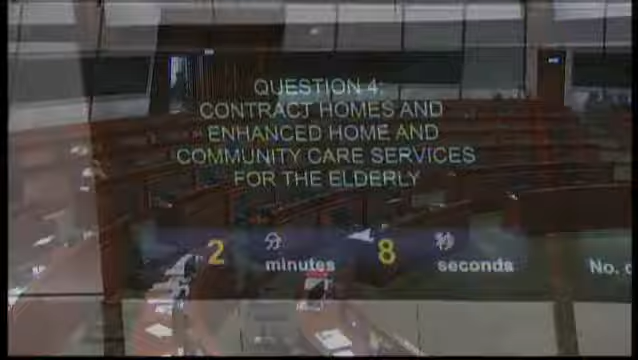 QUESTION 4:
CONTRACT HOMES AND
ENHANCED HOME AND
COMMUNITY CARE SERVICES
FOR THE ELDERLY
2 分 8 秒
minutes seconds
No.